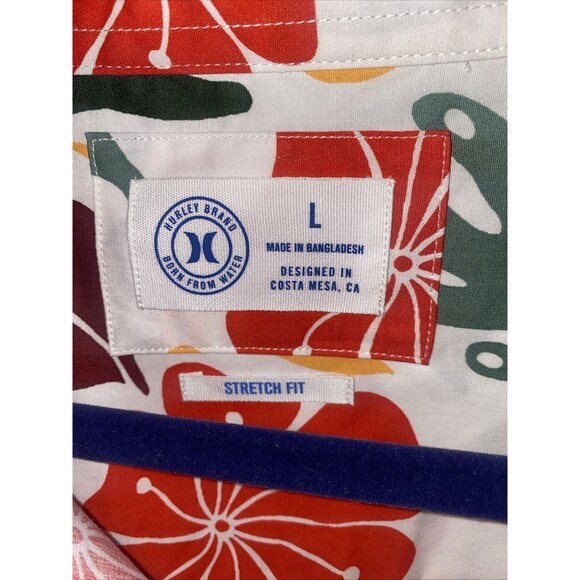 HURLEY BRAND
BORN FROM WATER
L
MADE IN BANGLADESH
DESIGNED IN
COSTA MESA, CA
STRETCH FIT